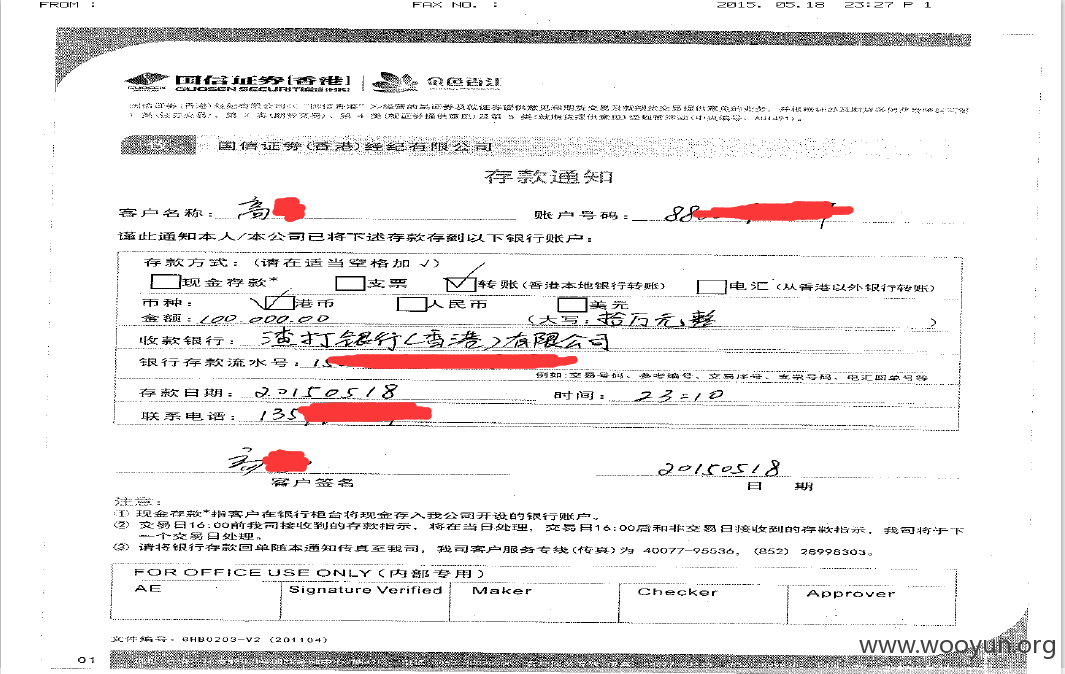 FROM : FAX NO. : 2015. 05.18 23:27 P 1
国信证券(香港)
GUOSEN SECURITIES(HK)
国信证券(香港)经纪有限公司
存款通知
客户名称： 高 账户号码： 88
谨此通知本人/本公司已将下述存款存到以下银行账户：
存款方式：(请在适当空格加 √)
现金存款* 支票 √ 转账(香港本地银行转账) 电汇(从香港以外银行转账)
币种： √ 港币 人民币 美元
金额：100,000.00 (大写：拾万元整 )
收款银行： 渣打银行(香港)有限公司
银行存款流水号：
例如:交易号码、参考编号、交易序号、支票号码、电汇回单号等
存款日期：20150518 时间：23:10
联系电话：135
20150518
客户签名 日 期
注意：
① 现金存款*指客户在银行柜台将现金存入我公司开设的银行账户。
② 交易日16:00前我司接收到的存款指示，将在当日处理，交易日16:00后和非交易日接收到的存款指示，我司将于下
一个交易日处理。
③ 请将银行存款回单随本通知传真至我司，我司客户服务专线(传真)为 40077-95536，(852) 28998303。
FOR OFFICE USE ONLY (内部专用)
AE Signature Verified Maker Checker Approver
文件编号：GHB0203-V2 (201104)
01
www.wooyun.org